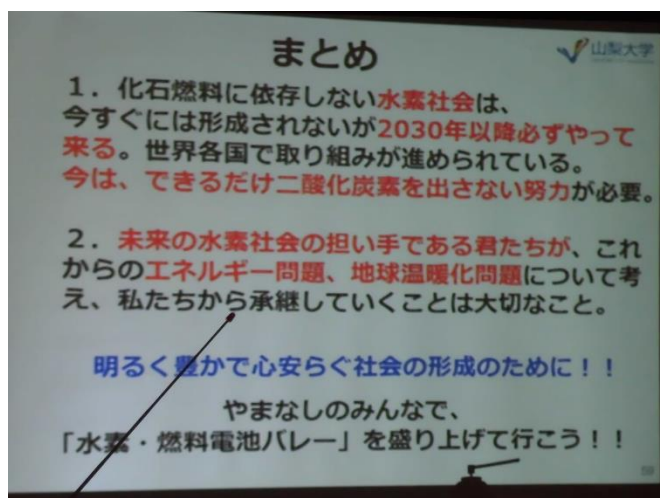 まとめ
山梨大学
1．化石燃料に依存しない水素社会は、
今すぐには形成されないが2030年以降必ずやって
来る。世界各国で取り組みが進められている。
今は、できるだけ二酸化炭素を出さない努力が必要。
2．未来の水素社会の担い手である君たちが、これ
からのエネルギー問題、地球温暖化問題について考
え、私たちから承継していくことは大切なこと。
明るく豊かで心安らぐ社会の形成のために！！
やまなしのみんなで、
「水素・燃料電池バレー」を盛り上げて行こう！！
59